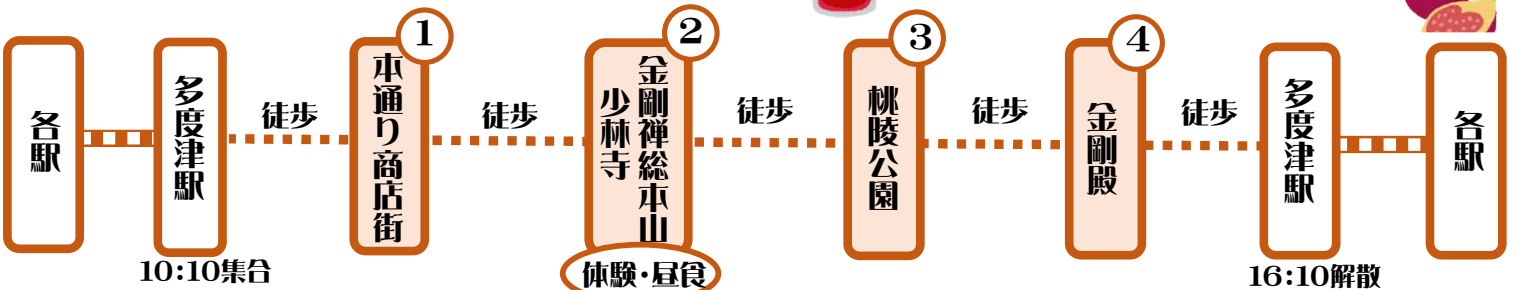 各駅
多度津駅
10:10集合
徒歩
1
本通り商店街
徒歩
2
金剛禅総本山
少林寺
体験・昼食
徒歩
3
桃陵公園
徒歩
4
金剛殿
徒歩
多度津駅
16:10解散
各駅